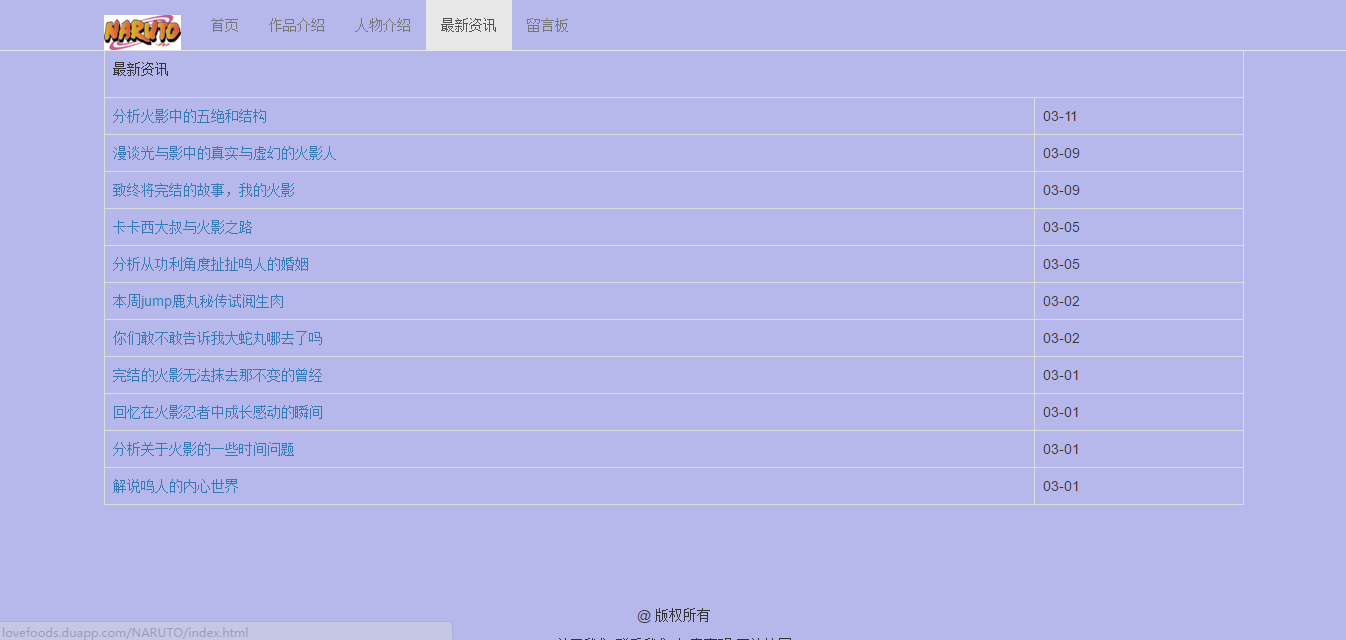 NARUTO 首页 作品介绍 人物介绍 最新资讯 留言板
最新资讯
分析火影中的五绝和结构 03-11
漫谈光与影中的真实与虚幻的火影人 03-09
致终将完结的故事，我的火影 03-09
卡卡西大叔与火影之路 03-05
分析从功利角度扯扯鸣人的婚姻 03-05
本周jump鹿丸秘传试阅生肉 03-02
你们敢不敢告诉我大蛇丸哪去了吗 03-02
完结的火影无法抹去那不变的曾经 03-01
回忆在火影忍者中成长感动的瞬间 03-01
分析关于火影的一些时间问题 03-01
解说鸣人的内心世界 03-01
@ 版权所有
lovefoods.duapp.com/NARUTO/index.html